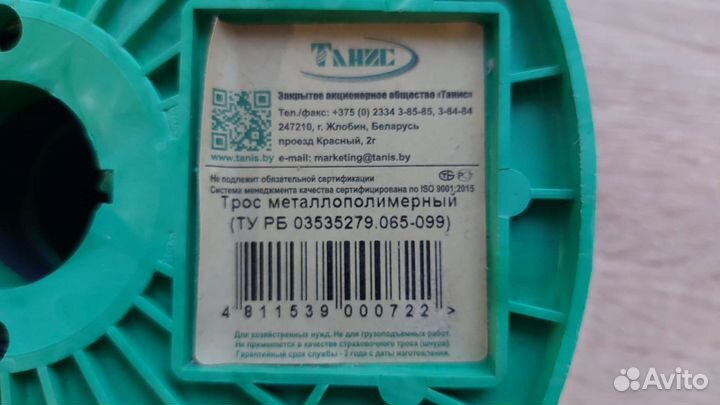 Танис
Закрытое акционерное общество «Танис»
Тел./факс: +375 (0) 2334 3-85-85, 3-84-84
247210, г. Жлобин, Беларусь
проезд Красный, 2г
www.tanis.by e-mail: marketing@tanis.by
Не подлежит обязательной сертификации
Система менеджмента качества сертифицирована по ISO 9001:2015
Трос металлополимерный
(ТУ РБ 03535279.065-099)
4 811539 000722 >
Для хозяйственных нужд. Не для грузоподъемных работ.
Не применяется в качестве страховочного троса (шнура).
Гарантийный срок службы - 2 года с даты изготовления.
Avito